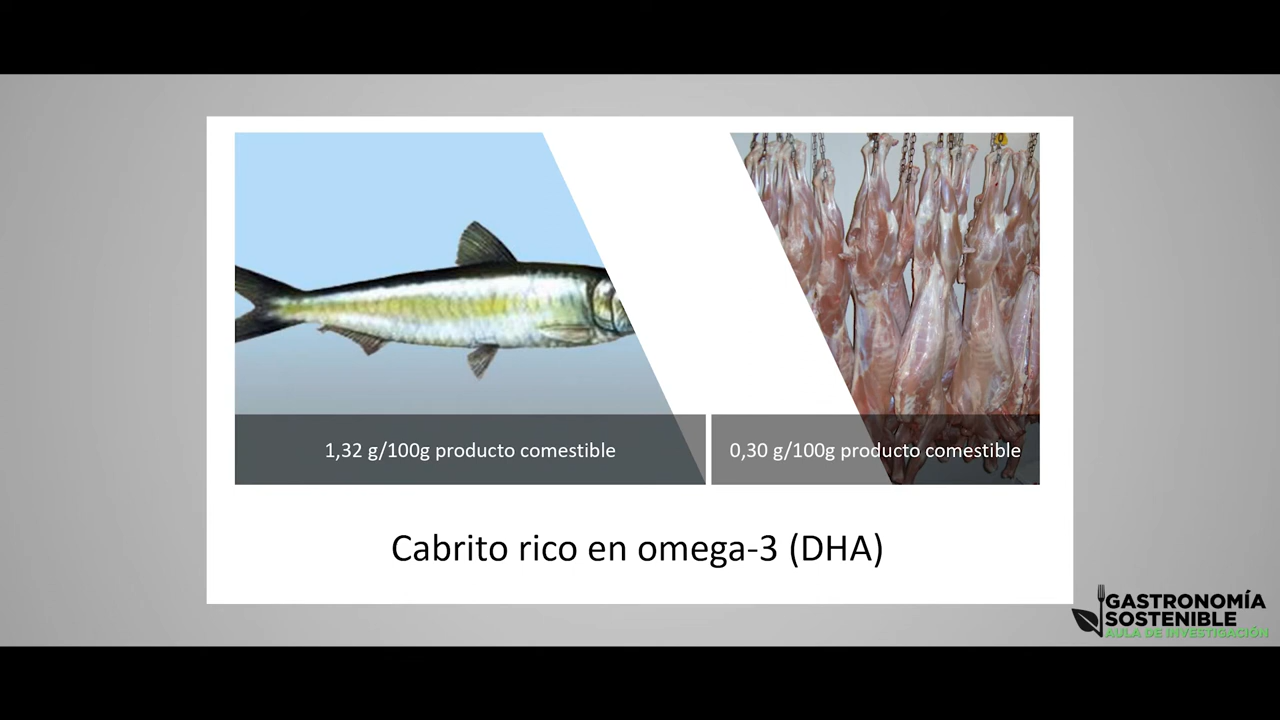 1,32 g/100g producto comestible
0,30 g/100g producto comestible
Cabrito rico en omega-3 (DHA)
GASTRONOMÍA
SOSTENIBLE
AULA DE INVESTIGACIÓN